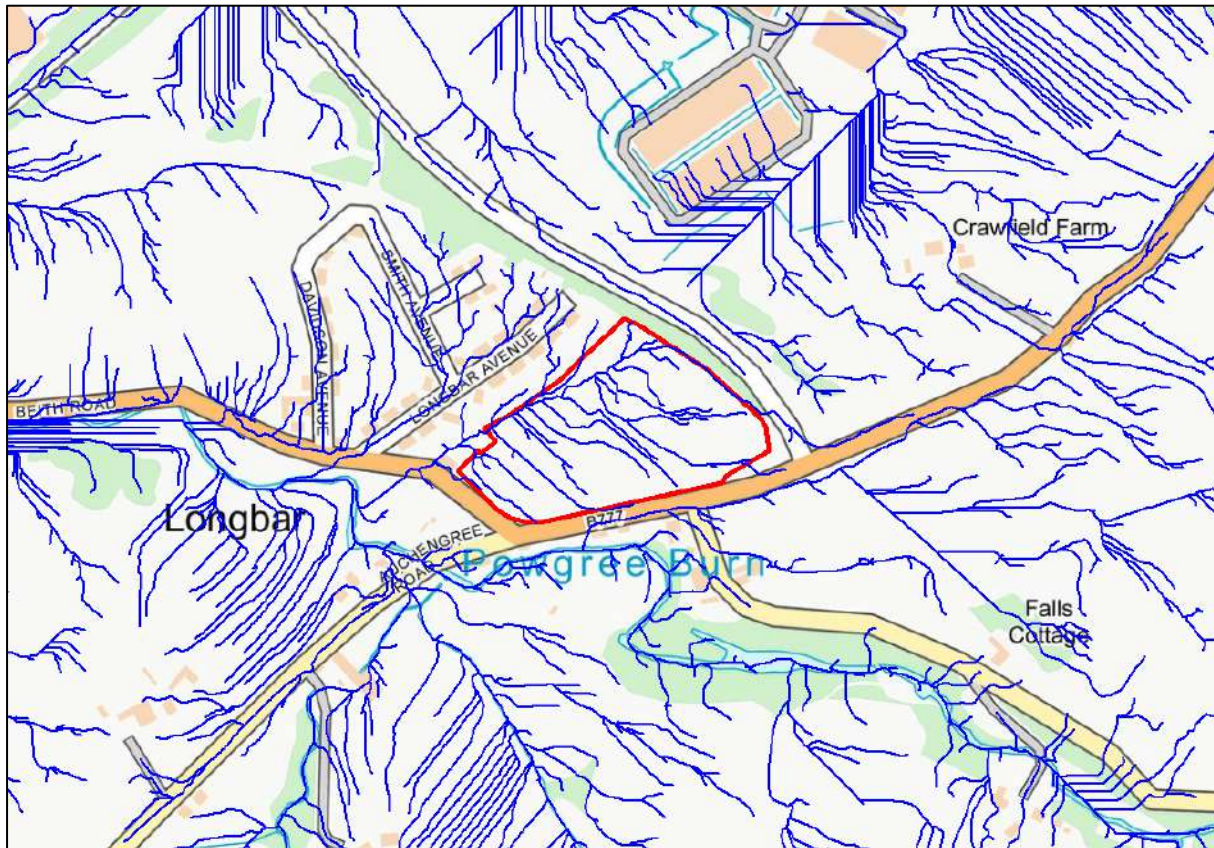 Crawfield Farm
SMITH AVENUE
DAVIDSON AVENUE
LONGBAR AVENUE
BEITH ROAD
Longbar
B777
AUCHENGREE
ROAD
Powgree Burn
Falls
Cottage